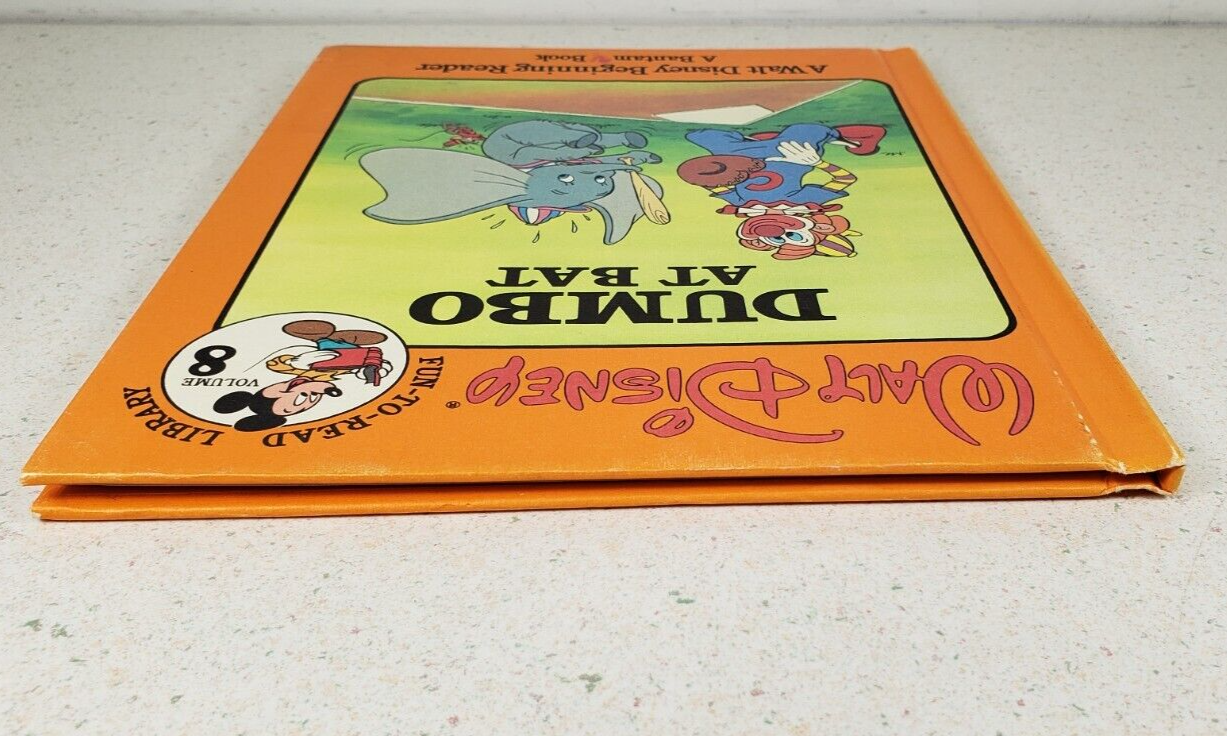 WALT DISNEY®
FUN-TO-READ
LIBRARY
VOLUME
8
DUMBO
AT BAT
A Walt Disney Beginning Reader
A Bantam Book